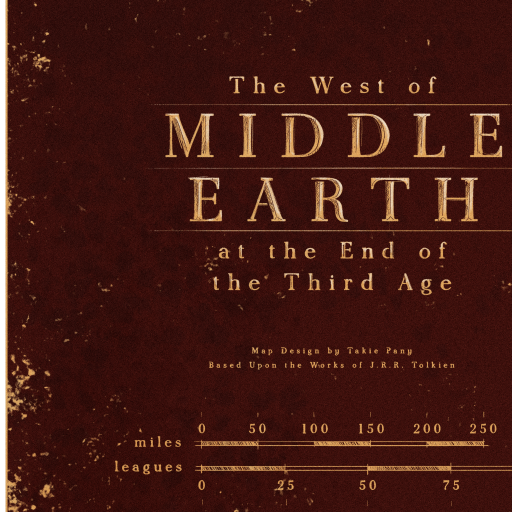 The West of
MIDDLE
EARTH
at the End of
the Third Age
Map Design by Takie Pany
Based Upon the Works of J.R.R. Tolkien
0 50 100 150 200 250
miles
leagues
0 25 50 75